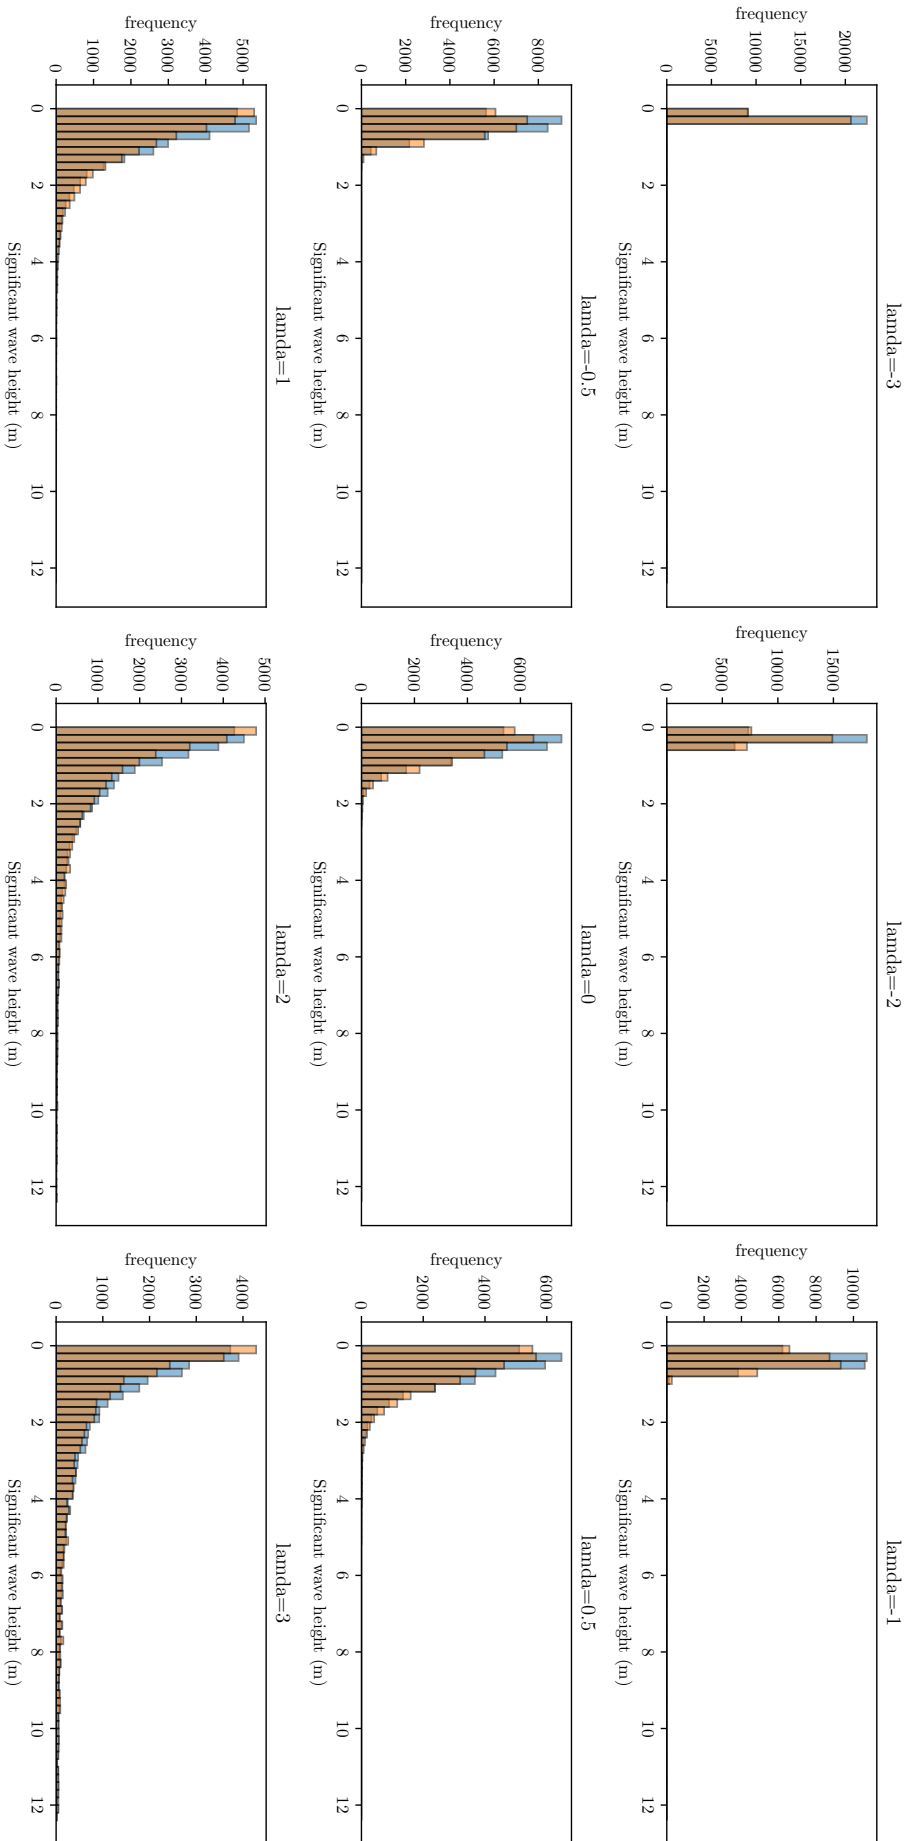 lamda=-3
frequency
20000
15000
10000
5000
0
0 2 4 6 8 10 12
Significant wave height (m)
lamda=-2
frequency
15000
10000
5000
0
0 2 4 6 8 10 12
Significant wave height (m)
lamda=-1
frequency
10000
8000
6000
4000
2000
0
0 2 4 6 8 10 12
Significant wave height (m)
lamda=-0.5
frequency
8000
6000
4000
2000
0
0 2 4 6 8 10 12
Significant wave height (m)
lamda=0
frequency
6000
4000
2000
0
0 2 4 6 8 10 12
Significant wave height (m)
lamda=0.5
frequency
6000
4000
2000
0
0 2 4 6 8 10 12
Significant wave height (m)
lamda=1
frequency
5000
4000
3000
2000
1000
0
0 2 4 6 8 10 12
Significant wave height (m)
lamda=2
frequency
5000
4000
3000
2000
1000
0
0 2 4 6 8 10 12
Significant wave height (m)
lamda=3
frequency
4000
3000
2000
1000
0
0 2 4 6 8 10 12
Significant wave height (m)